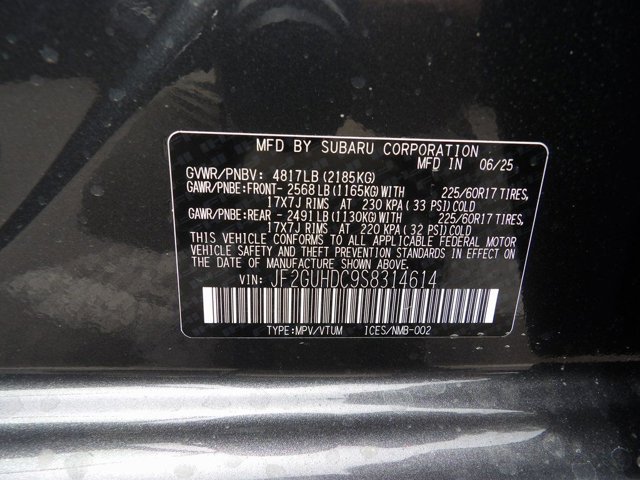 MFD BY SUBARU CORPORATION
MFD IN 06/25
GVWR/PNBV: 4817LB (2185KG)
GAWR/PNBE:FRONT- 2568 LB (1165KG) WITH 225/60R17 TIRES,
17X7J RIMS AT 230 KPA ( 33 PSI) COLD
GAWR/PNBE:REAR - 2491 LB (1130KG) WITH 225/60R17 TIRES,
17X7J RIMS AT 220 KPA (32 PSI) COLD
THIS VEHICLE CONFORMS TO ALL APPLICABLE FEDERAL MOTOR
VEHICLE SAFETY AND THEFT PREVENTION STANDARDS IN EFFECT
ON THE DATE OF MANUFACTURE SHOWN ABOVE.
VIN: JF2GUHDC9S8314614
TYPE:MPV/VTUM ICES/NMB-002